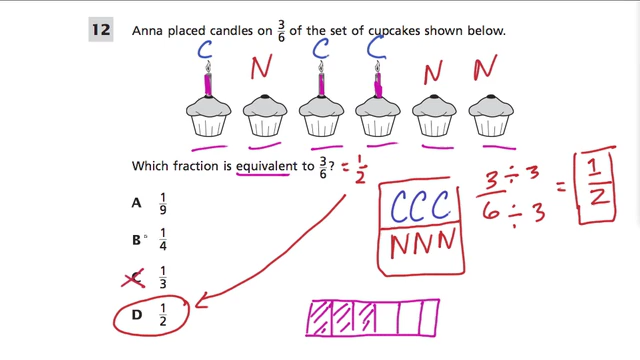 12 Anna placed candles on 3/6 of the set of cupcakes shown below.
C N C C N N
Which fraction is equivalent to 3/6? = 1/2
A 1/9
B 1/4
C 1/3
D 1/2
CCC
NNN
3 ÷ 3 / 6 ÷ 3 = 1/2